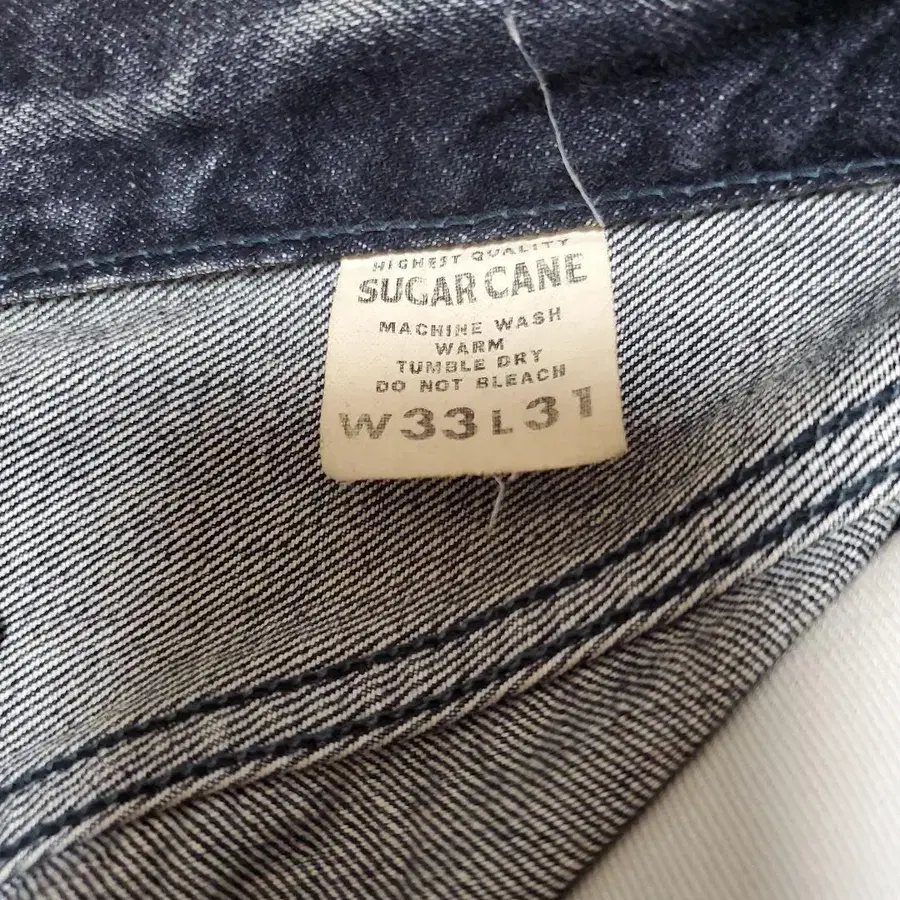 HIGHEST QUALITY
SUGAR CANE
MACHINE WASH
WARM
TUMBLE DRY
DO NOT BLEACH
W33L31